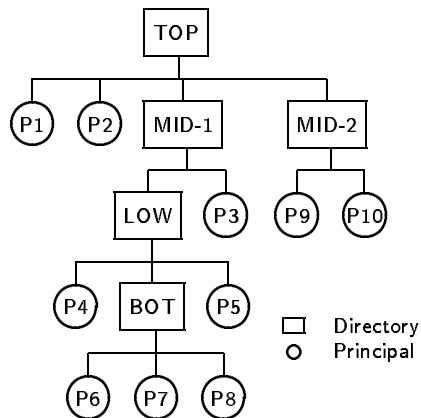 TOP
P1 P2 MID-1 MID-2
LOW P3 P9 P10
P4 BOT P5
Directory
Principal
P6 P7 P8